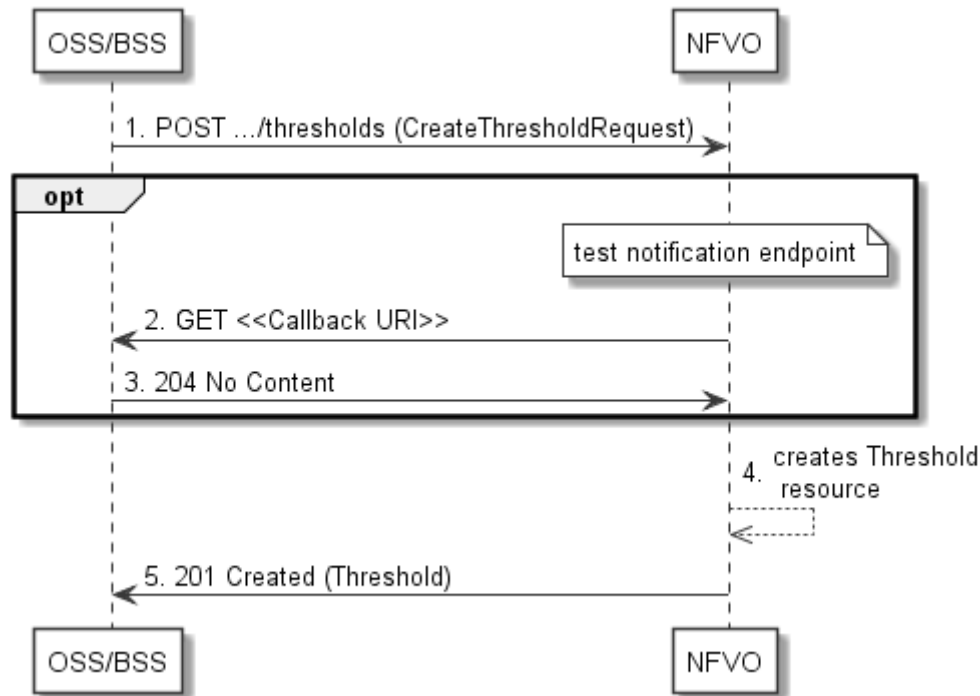 OSS/BSS
NFVO
1. POST .../thresholds (CreateThresholdRequest)
opt
test notification endpoint
2. GET <<Callback URI>>
3. 204 No Content
4. creates Threshold
resource
5. 201 Created (Threshold)
OSS/BSS
NFVO